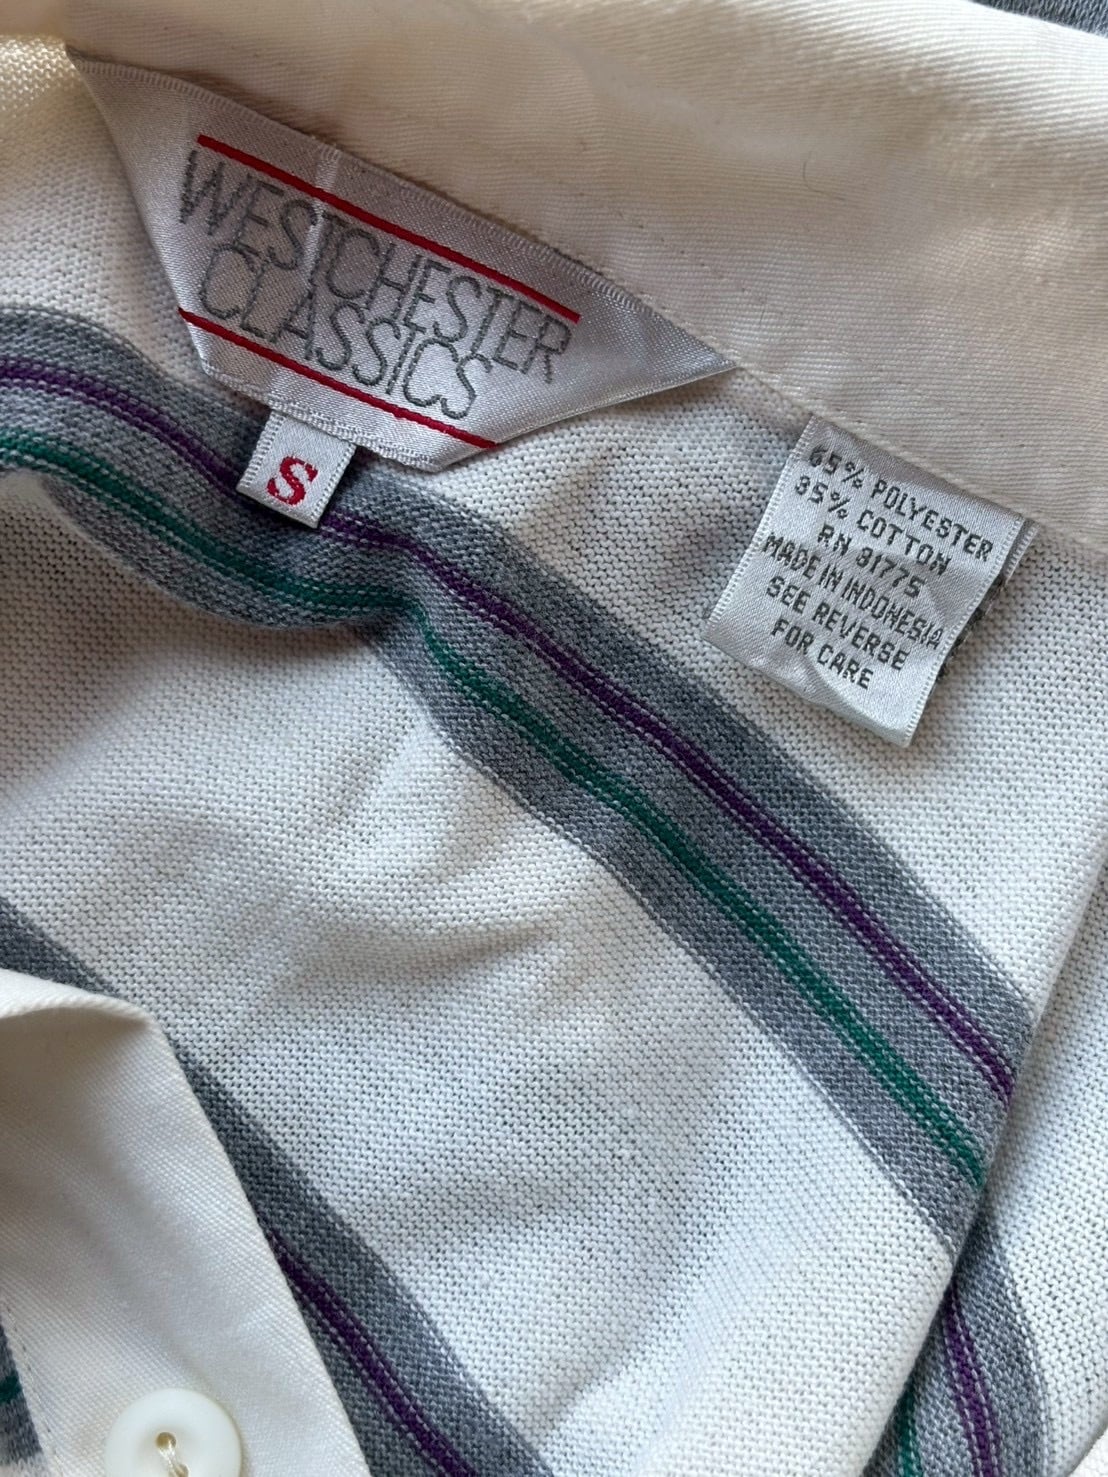 WESTCHESTER
CLASSICS
S
65% POLYESTER
35% COTTON
RN 31775
MADE IN INDONESIA
SEE REVERSE
FOR CARE